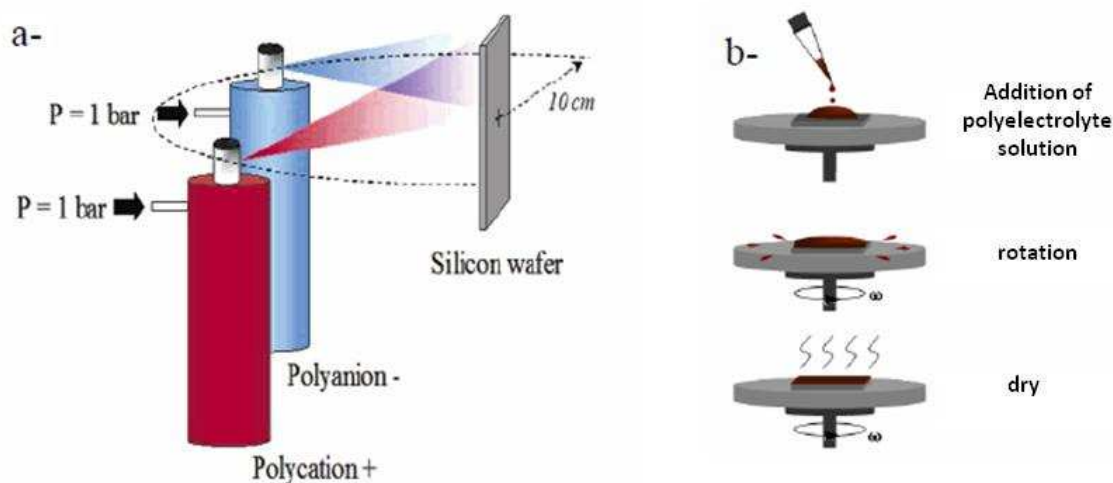 a-
P = 1 bar
P = 1 bar
10 cm
Silicon wafer
Polyanion -
Polycation +
b-
Addition of
polyelectrolyte
solution
rotation
ω
dry
ω